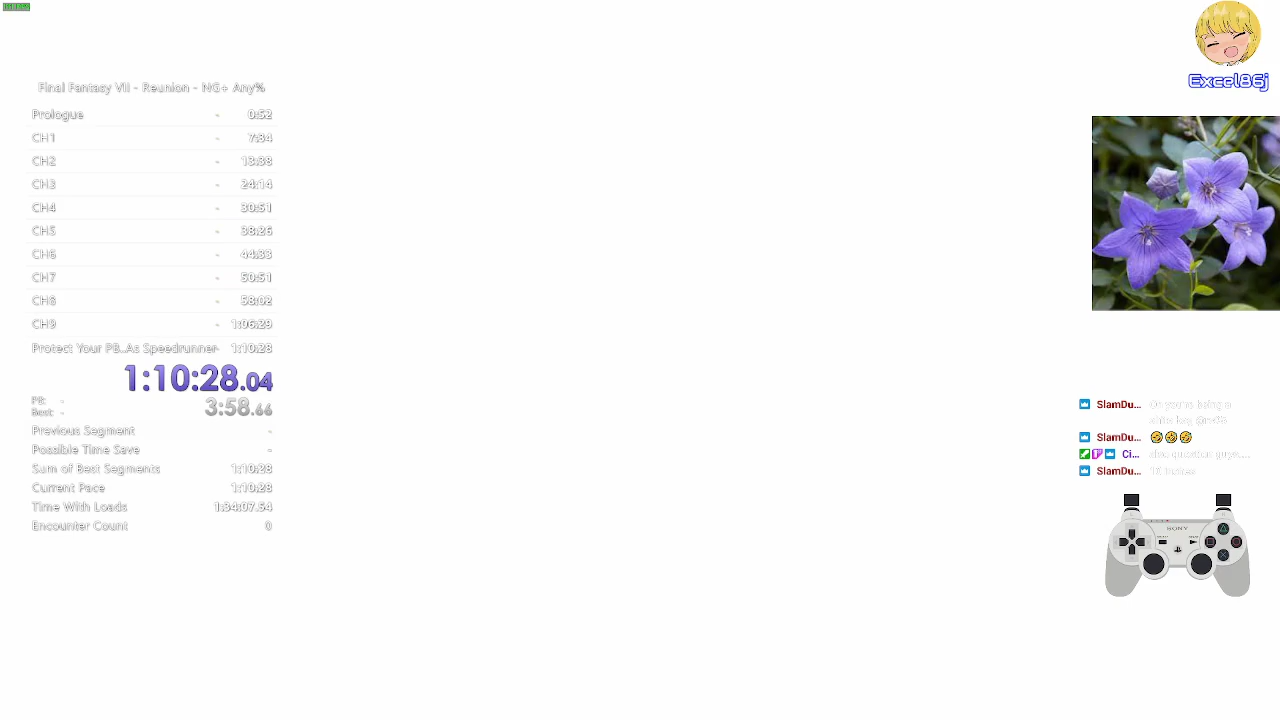 Excel86j
Final Fantasy VII - Reunion - NG+ Any%
Prologue - 0:52
CH1 - 7:34
CH2 - 13:38
CH3 - 24:14
CH4 - 30:51
CH5 - 38:26
CH6 - 44:33
CH7 - 50:51
CH8 - 58:02
CH9 - 1:06:29
Protect Your PB..As Speedrunner- 1:10:28
1:10:28.04
PB: - 3:58.66
Best: -
Previous Segment -
Possible Time Save -
Sum of Best Segments 1:10:28
Current Pace 1:10:28
Time With Loads 1:34:07.54
Encounter Count 0
SlamDu...
SlamDu...
Ci...
SlamDu...
SONY